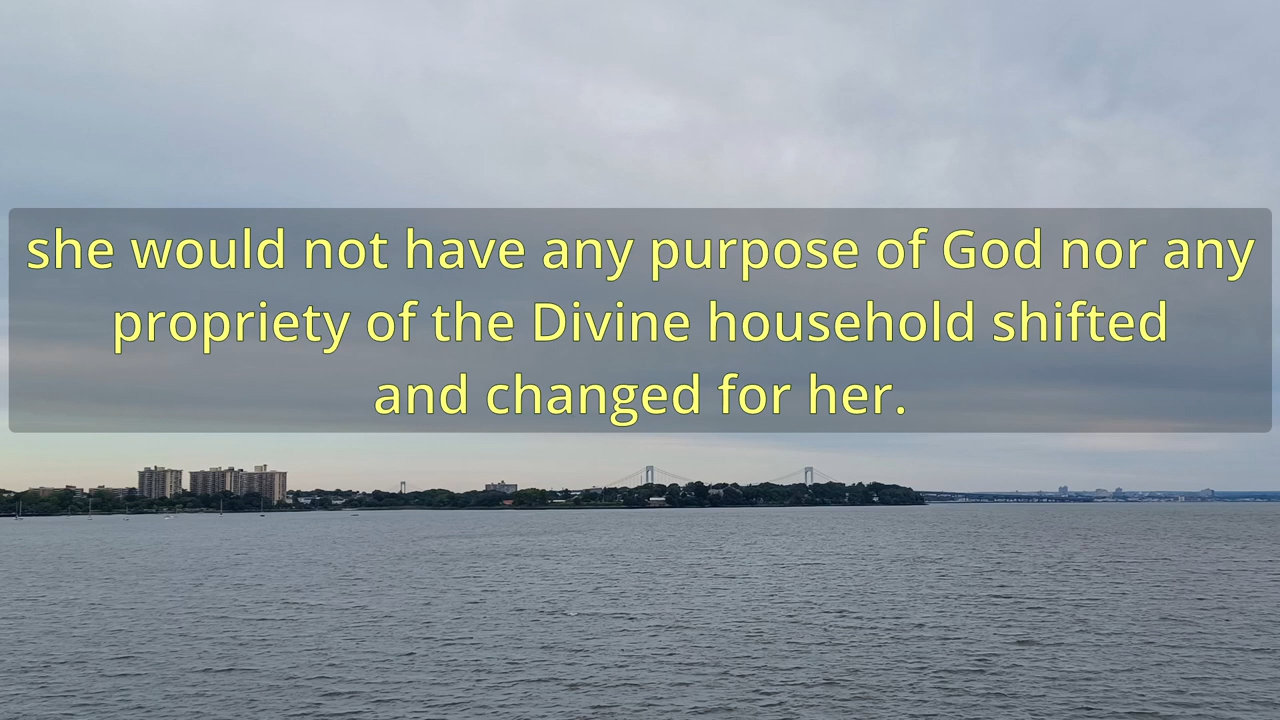 she would not have any purpose of God nor any
propriety of the Divine household shifted
and changed for her.